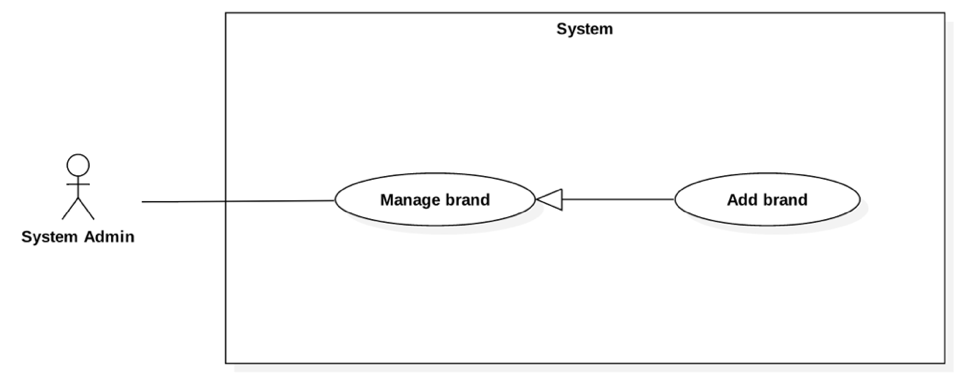 System
System Admin
Manage brand
Add brand